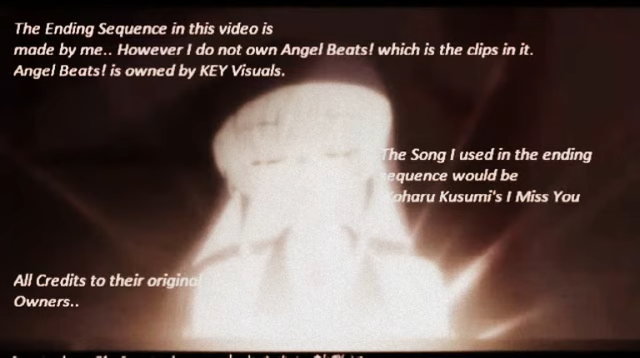 The Ending Sequence in this video is
made by me.. However I do not own Angel Beats! which is the clips in it.
Angel Beats! is owned by KEY Visuals.
The Song I used in the ending
sequence would be
Koharu Kusumi's I Miss You
All Credits to their original
Owners..